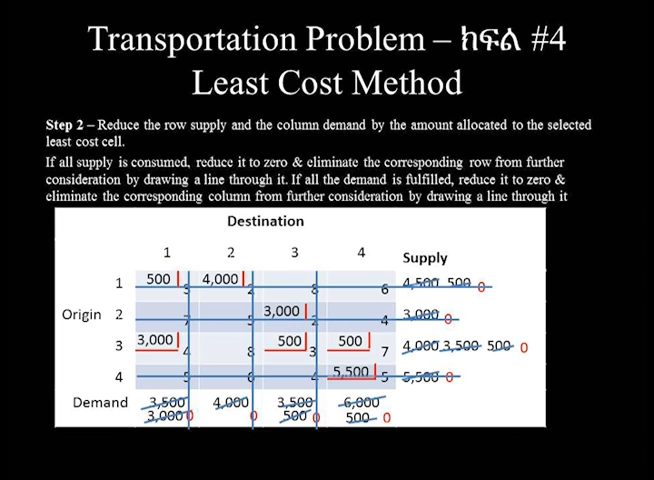 Transportation Problem – ክፍል #4
Least Cost Method
Step 2 – Reduce the row supply and the column demand by the amount allocated to the selected
least cost cell.
If all supply is consumed, reduce it to zero & eliminate the corresponding row from further
consideration by drawing a line through it. If all the demand is fulfilled, reduce it to zero &
eliminate the corresponding column from further consideration by drawing a line through it
Destination
1 2 3 4 Supply
1 500 4,000 6 4,500 500 0
Origin 2 3,000 4 3,000 0
3 3,000 4 8 500 3 500 7 4,000 3,500 500 0
4 5,500 5 5,500 0
Demand 3,500 4,000 3,500 6,000
3,000 0 0 500 0 500 0